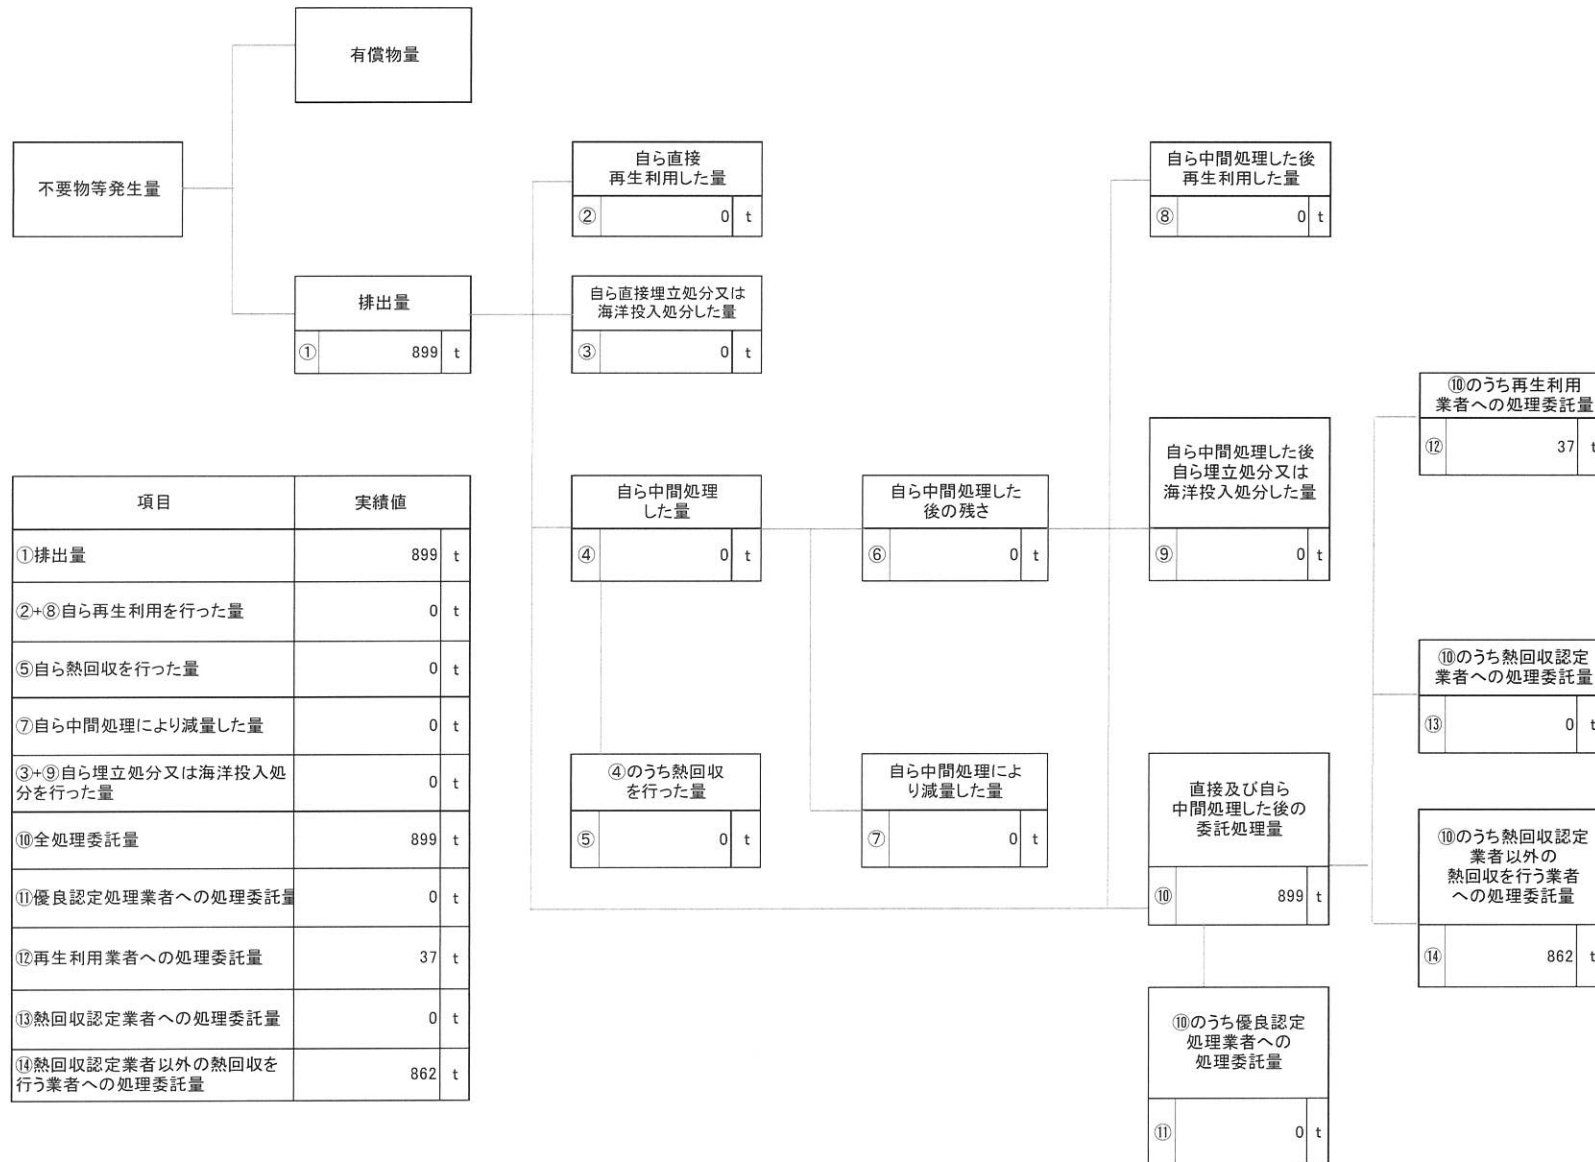 有償物量
不要物等発生量
排出量
① 899 t
自ら直接
再生利用した量
② 0 t
自ら直接埋立処分又は
海洋投入処分した量
③ 0 t
自ら中間処理
した量
④ 0 t
④のうち熱回収
を行った量
⑤ 0 t
自ら中間処理した
後の残さ
⑥ 0 t
自ら中間処理によ
り減量した量
⑦ 0 t
自ら中間処理した後
再生利用した量
⑧ 0 t
自ら中間処理した後
自ら埋立処分又は
海洋投入処分した量
⑨ 0 t
直接及び自ら
中間処理した後の
委託処理量
⑩ 899 t
⑩のうち優良認定
処理業者への
処理委託量
⑪ 0 t
⑩のうち再生利用
業者への処理委託量
⑫ 37 t
⑩のうち熱回収認定
業者への処理委託量
⑬ 0 t
⑩のうち熱回収認定
業者以外の
熱回収を行う業者
への処理委託量
⑭ 862 t
項目 実績値
①排出量 899 t
②+⑧自ら再生利用を行った量 0 t
⑤自ら熱回収を行った量 0 t
⑦自ら中間処理により減量した量 0 t
③+⑨自ら埋立処分又は海洋投入処
分を行った量 0 t
⑩全処理委託量 899 t
⑪優良認定処理業者への処理委託量 0 t
⑫再生利用業者への処理委託量 37 t
⑬熱回収認定業者への処理委託量 0 t
⑭熱回収認定業者以外の熱回収を
行う業者への処理委託量 862 t